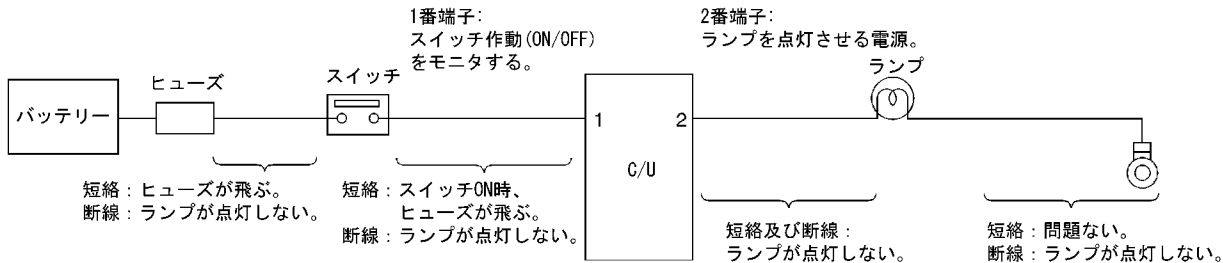 1番端子:
スイッチ作動(ON/OFF)
をモニタする。
2番端子:
ランプを点灯させる電源。
バッテリー
ヒューズ
スイッチ
1
2
C/U
ランプ
短絡:ヒューズが飛ぶ。
断線:ランプが点灯しない。
短絡:スイッチON時、
ヒューズが飛ぶ。
断線:ランプが点灯しない。
短絡及び断線:
ランプが点灯しない。
短絡:問題ない。
断線:ランプが点灯しない。